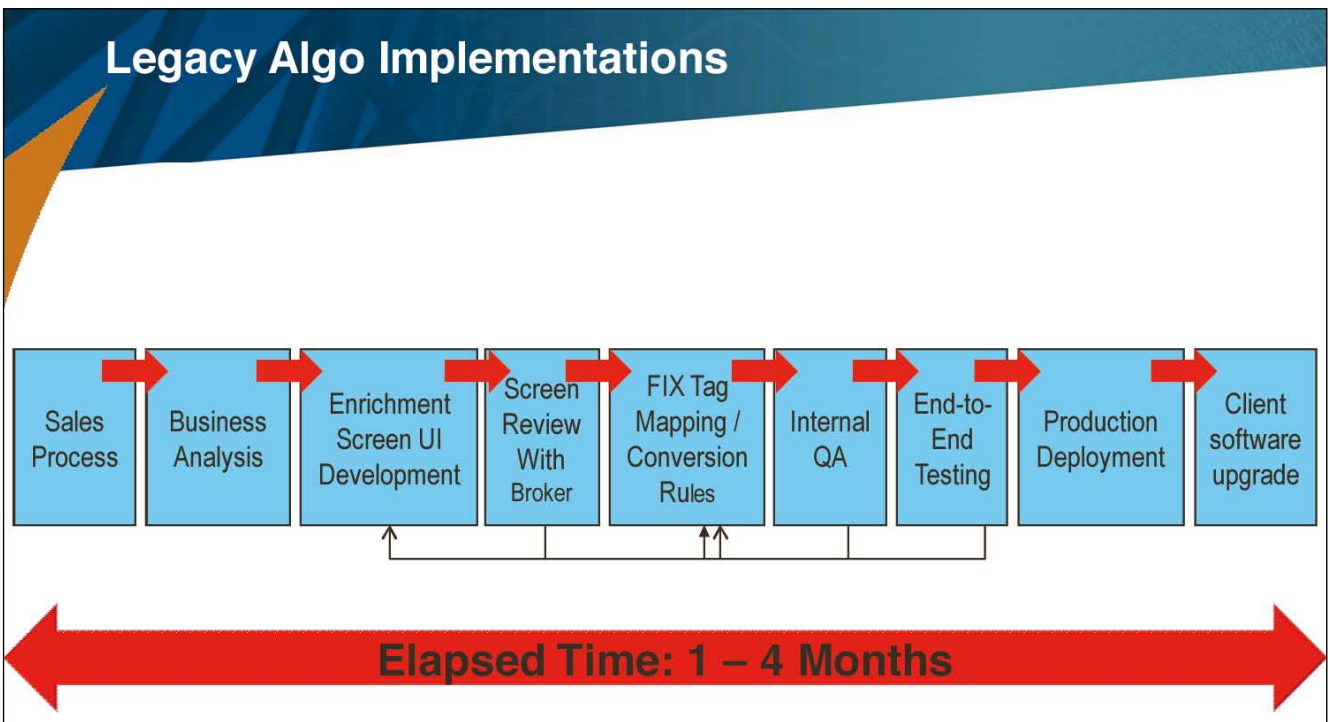 Legacy Algo Implementations
Sales
Process
Business
Analysis
Enrichment
Screen UI
Development
Screen
Review
With
Broker
FIX Tag
Mapping /
Conversion
Rules
Internal
QA
End-to-
End
Testing
Production
Deployment
Client
software
upgrade
Elapsed Time: 1 – 4 Months